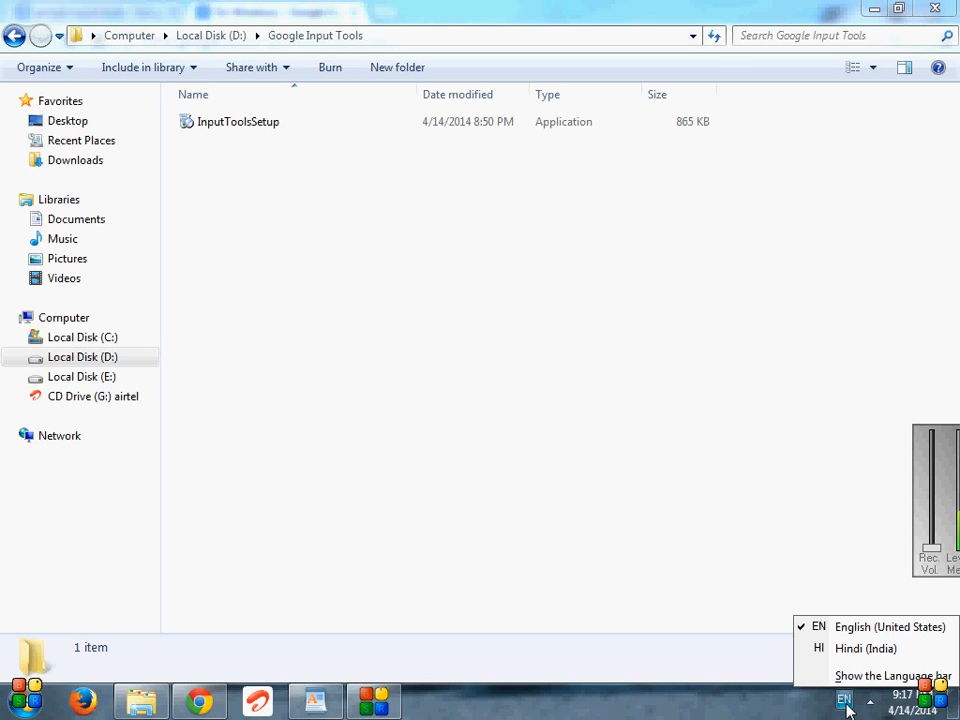 Computer Local Disk (D:) Google Input Tools Search Google Input Tools
Organize Include in library Share with Burn New folder
Name Date modified Type Size
InputToolsSetup 4/14/2014 8:50 PM Application 865 KB
Favorites
Desktop
Recent Places
Downloads
Libraries
Documents
Music
Pictures
Videos
Computer
Local Disk (C:)
Local Disk (D:)
Local Disk (E:)
CD Drive (G:) airtel
Network
Rec. Lev
Vol. Me
1 item
EN English (United States)
HI Hindi (India)
Show the Language bar
EN
9:17
4/14/2014